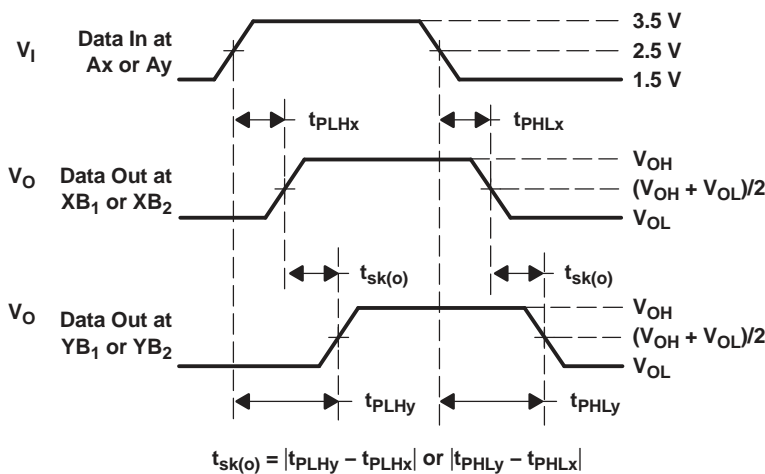 3.5 V
V_I Data In at Ax or Ay 2.5 V
1.5 V
t_PLHx t_PHLx
V_OH
V_O Data Out at XB_1 or XB_2 (V_OH + V_OL)/2
V_OL
t_sk(o) t_sk(o)
V_OH
V_O Data Out at YB_1 or YB_2 (V_OH + V_OL)/2
V_OL
t_PLHy t_PHLy
t_sk(o) = |t_PLHy – t_PLHx| or |t_PHLy – t_PHLx|